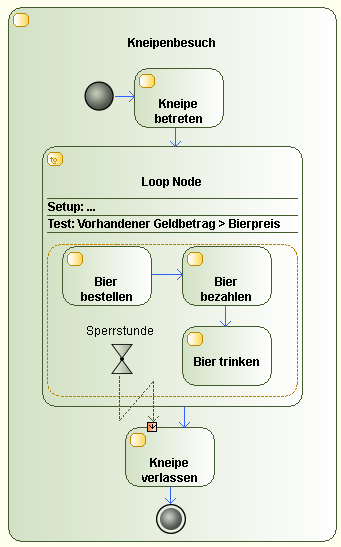 Kneipenbesuch
Kneipe
betreten
Loop Node
Setup: ...
Test: Vorhandener Geldbetrag > Bierpreis
Bier
bestellen
Bier
bezahlen
Sperrstunde
Bier trinken
Kneipe
verlassen